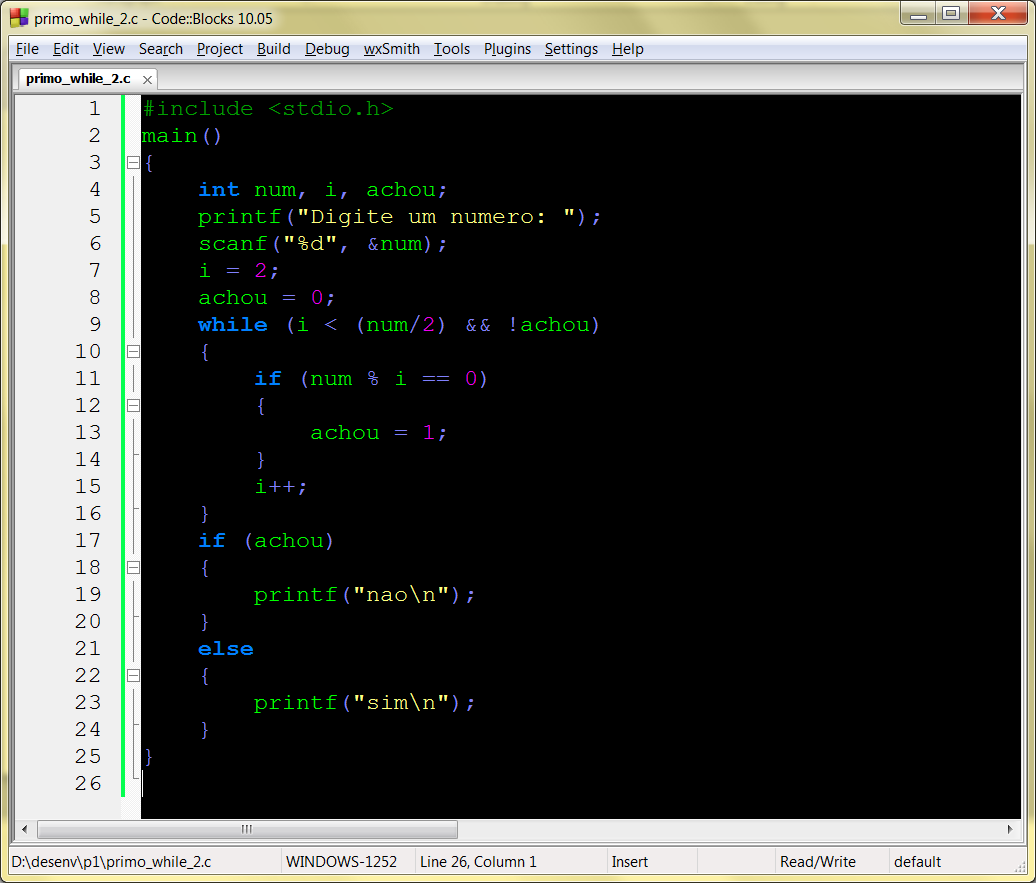 primo_while_2.c - Code::Blocks 10.05
File Edit View Search Project Build Debug wxSmith Tools Plugins Settings Help
primo_while_2.c
1 #include <stdio.h>
2 main()
3 {
4     int num, i, achou;
5     printf("Digite um numero: ");
6     scanf("%d", &num);
7     i = 2;
8     achou = 0;
9     while (i < (num/2) && !achou)
10     {
11         if (num % i == 0)
12         {
13             achou = 1;
14         }
15         i++;
16     }
17     if (achou)
18     {
19         printf("nao\n");
20     }
21     else
22     {
23         printf("sim\n");
24     }
25 }
26
D:\desenv\p1\primo_while_2.c WINDOWS-1252 Line 26, Column 1 Insert Read/Write default